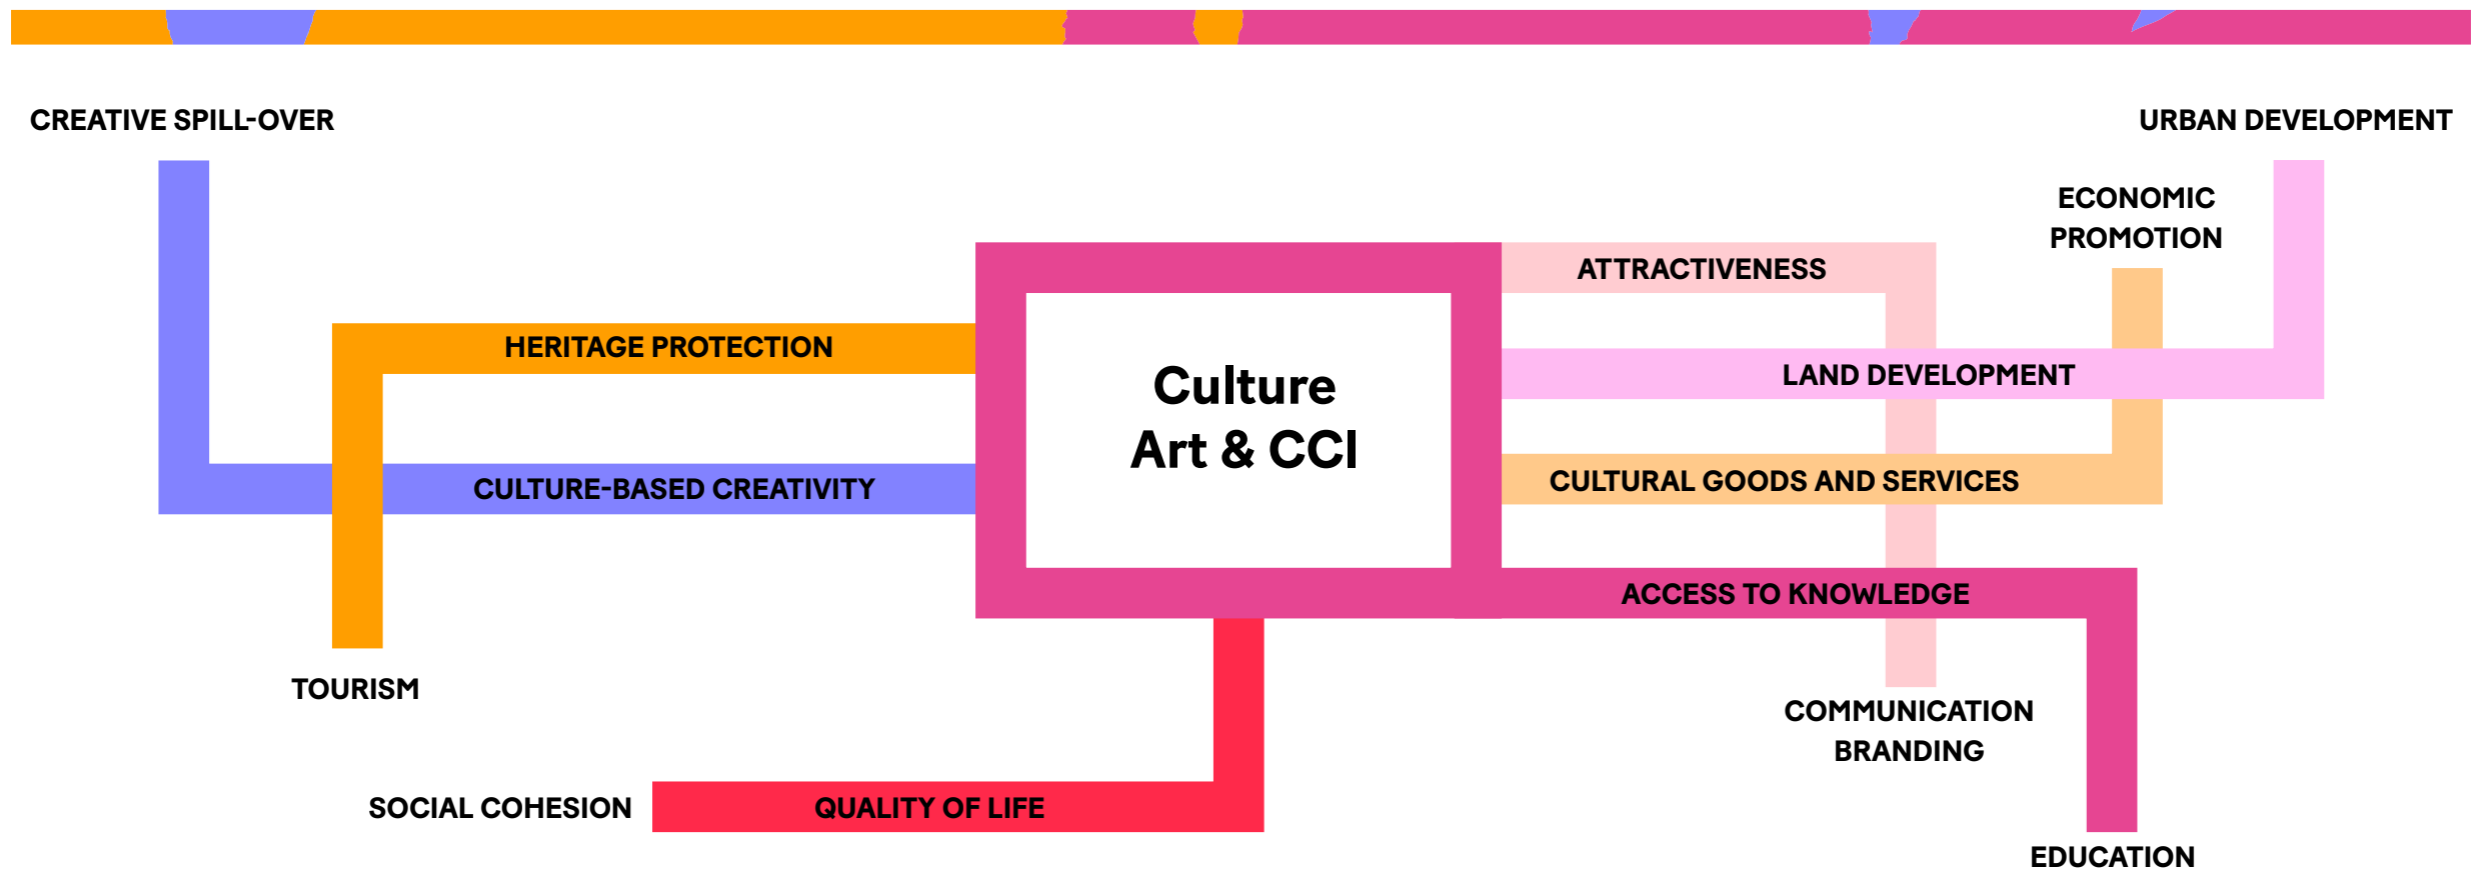 CREATIVE SPILL-OVER
URBAN DEVELOPMENT
ECONOMIC
PROMOTION
ATTRACTIVENESS
HERITAGE PROTECTION
Culture
Art & CCI
LAND DEVELOPMENT
CULTURE-BASED CREATIVITY
CULTURAL GOODS AND SERVICES
ACCESS TO KNOWLEDGE
TOURISM
COMMUNICATION
BRANDING
SOCIAL COHESION
QUALITY OF LIFE
EDUCATION